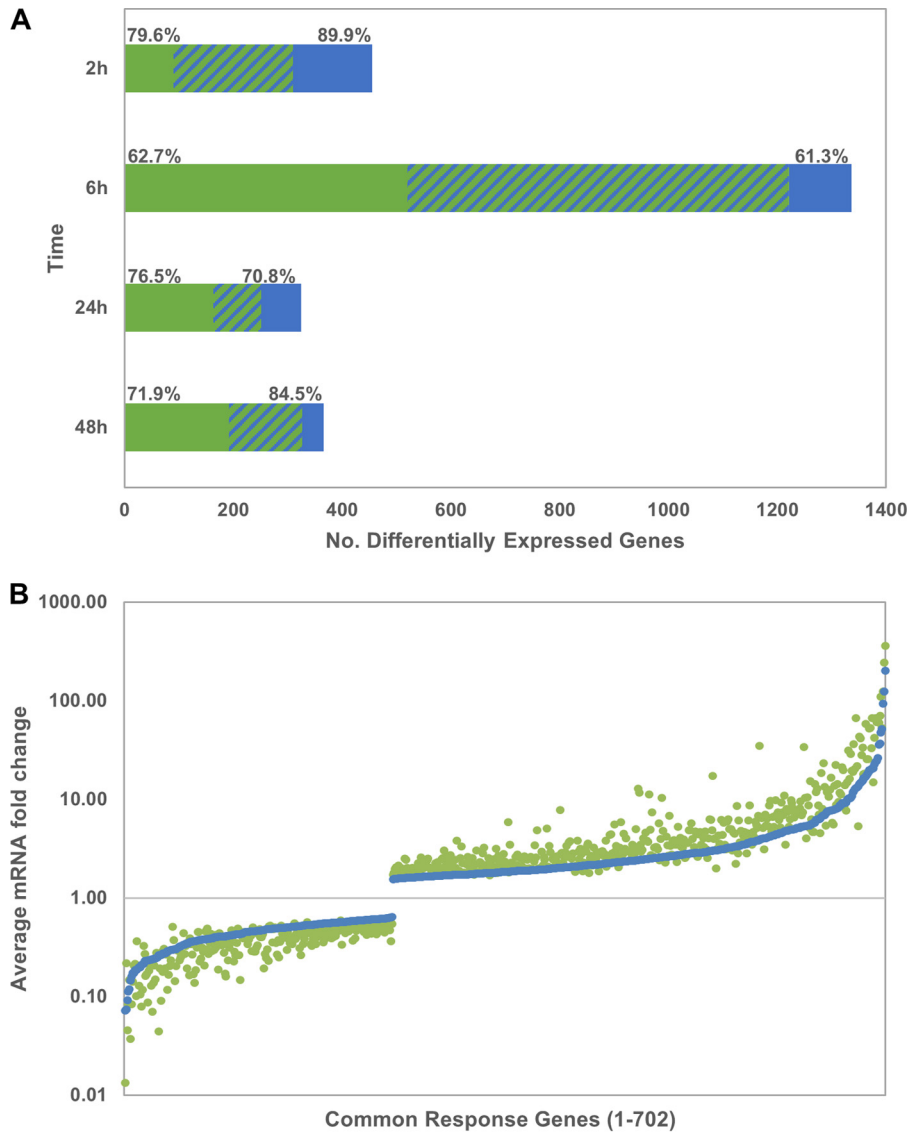 A
79.6% 89.9%
2h
62.7% 61.3%
6h
Time
76.5% 70.8%
24h
71.9% 84.5%
48h
0 200 400 600 800 1000 1200 1400
No. Differentially Expressed Genes
B
1000.00
100.00
10.00
1.00
0.10
0.01
Average mRNA fold change
Common Response Genes (1-702)